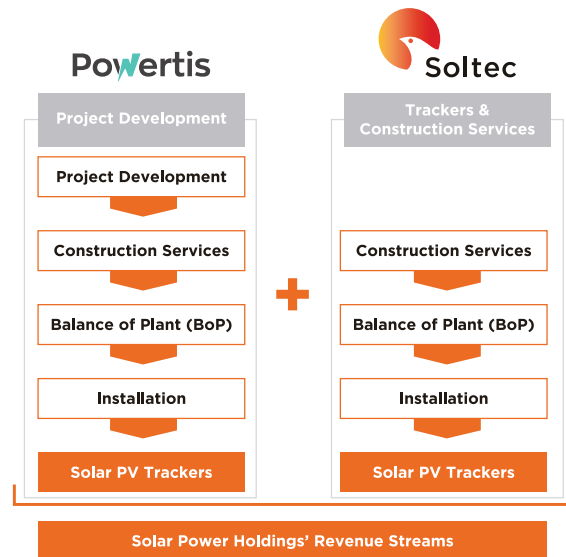 Powertis
Soltec
Project Development
Trackers &
Construction Services
Project Development
Construction Services
Construction Services
Balance of Plant (BoP)
Balance of Plant (BoP)
Installation
Installation
Solar PV Trackers
Solar PV Trackers
Solar Power Holdings' Revenue Streams